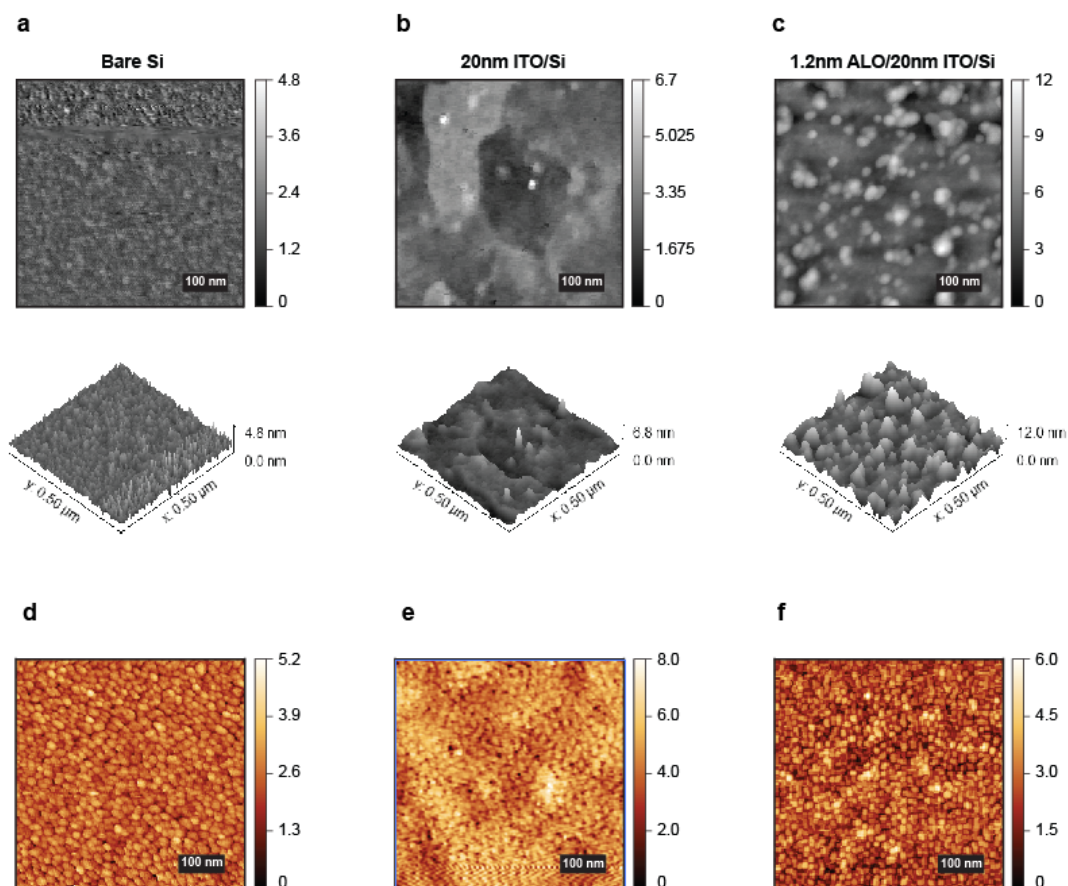 a
Bare Si
4.8
3.6
2.4
1.2
0
100 nm
b
20nm ITO/Si
6.7
5.025
3.35
1.675
0
100 nm
c
1.2nm ALO/20nm ITO/Si
12
9
6
3
0
100 nm
4.8 nm
0.0 nm
y: 0.50 µm
x: 0.50 µm
6.8 nm
0.0 nm
y: 0.50 µm
x: 0.50 µm
12.0 nm
0.0 nm
y: 0.50 µm
x: 0.50 µm
d
5.2
3.9
2.6
1.3
0
100 nm
e
8.0
6.0
4.0
2.0
0
100 nm
f
6.0
4.5
3.0
1.5
0
100 nm